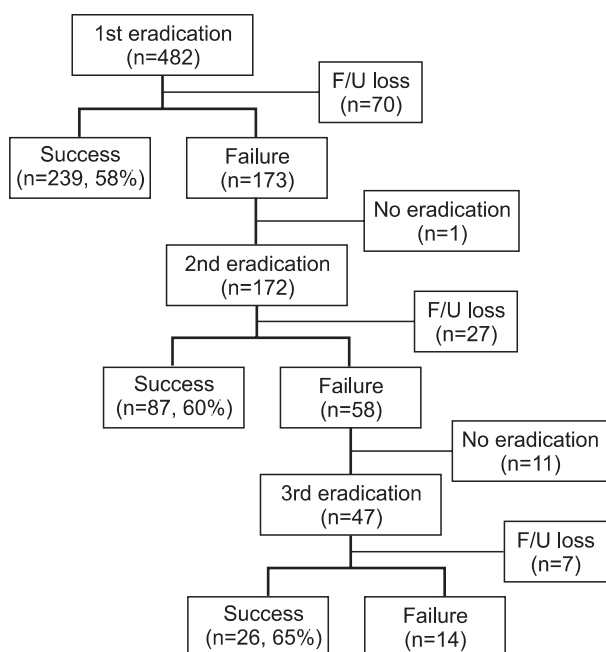 1st eradication
(n=482)
F/U loss
(n=70)
Success
(n=239, 58%)
Failure
(n=173)
No eradication
(n=1)
2nd eradication
(n=172)
F/U loss
(n=27)
Success
(n=87, 60%)
Failure
(n=58)
No eradication
(n=11)
3rd eradication
(n=47)
F/U loss
(n=7)
Success
(n=26, 65%)
Failure
(n=14)